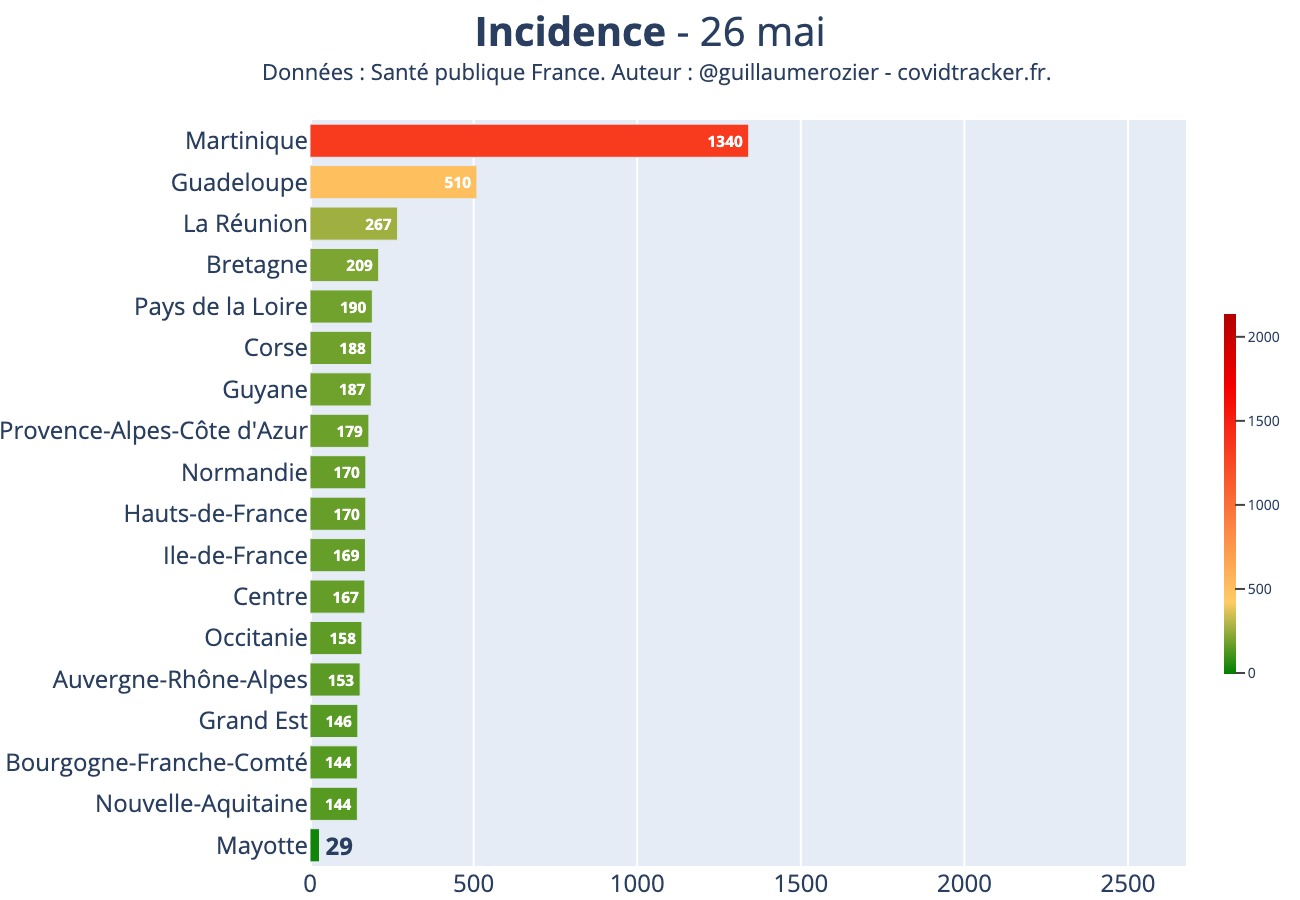 Incidence - 26 mai
Données : Santé publique France. Auteur : @guillaumerozier - covidtracker.fr.
Martinique 1340
Guadeloupe 510
La Réunion 267
Bretagne 209
Pays de la Loire 190
Corse 188
Guyane 187
Provence-Alpes-Côte d'Azur 179
Normandie 170
Hauts-de-France 170
Ile-de-France 169
Centre 167
Occitanie 158
Auvergne-Rhône-Alpes 153
Grand Est 146
Bourgogne-Franche-Comté 144
Nouvelle-Aquitaine 144
Mayotte 29
0 500 1000 1500 2000 2500
2000
1500
1000
500
0